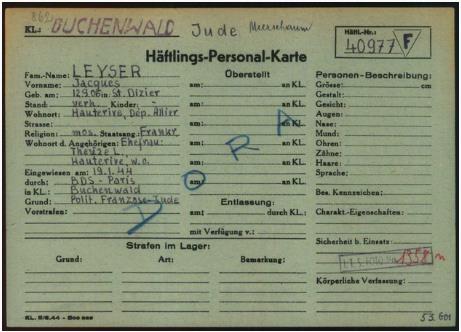 862
KL: BUCHENWALD Jude Meerschaum
Häftl.-Nr.: 40977 F
Häftlings-Personal-Karte
Fam.-Name: LEYSER
Vorname: Jacques
Geb. am: 12.9.06 in St. Dizier
Stand: verh. Kinder: -
Wohnort: Hauterive, Dép. Allier
Strasse:
Religion: mos. Staatsang: Frankr.
Wohnort d. Angehörigen: Ehefrau:
L.,
Hauterive, w.o.
Eingewiesen am: 19.1.44
durch: BDS-Paris
in KL.: Buchenwald
Grund: Polit. Franzose-Jude
Vorstrafen:
Überstellt
am: an KL.
am: an KL.
am: an KL.
am: an KL.
am: an KL.
am: an KL.
am: an KL.
DORA
Entlassung:
am: durch KL.:
mit Verfügung v.:
Personen-Beschreibung:
Grösse: cm
Gestalt:
Gesicht:
Augen:
Nase:
Mund:
Ohren:
Zähne:
Haare:
Sprache:
Bes. Kennzeichen:
Charakt.-Eigenschaften:
Sicherheit b. Einsatz:
I.T.S. FOTO No 1358 m
Körperliche Verfassung:
Strafen im Lager:
Grund: Art: Bemerkung:
KL. 5/6.44 - 500 000